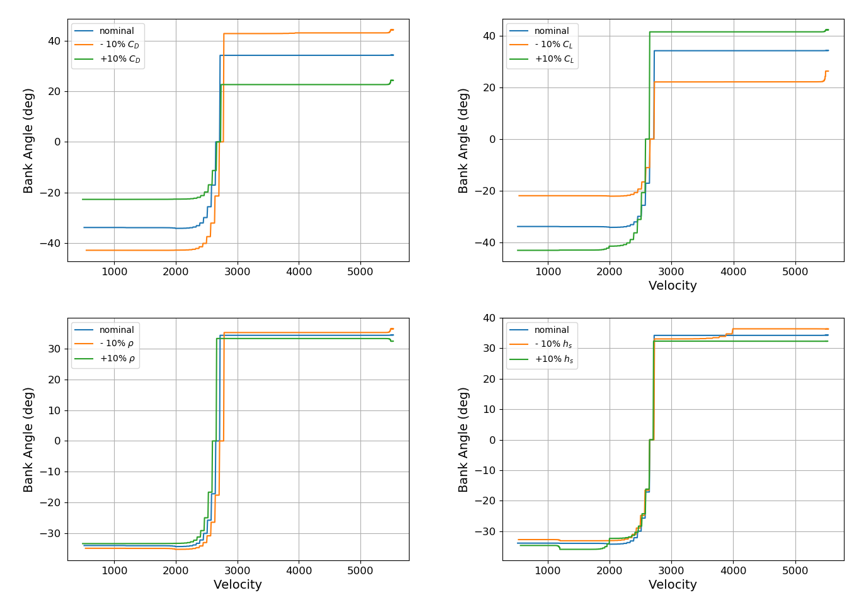 nominal
- 10% C_D
+10% C_D
Bank Angle (deg)
40
20
0
−20
−40
1000 2000 3000 4000 5000
nominal
- 10% C_L
+10% C_L
Bank Angle (deg)
40
20
0
−20
−40
1000 2000 3000 4000 5000
Velocity
nominal
- 10% ρ
+10% ρ
Bank Angle (deg)
30
20
10
0
−10
−20
−30
1000 2000 3000 4000 5000
Velocity
nominal
- 10% h_s
+10% h_s
Bank Angle (deg)
40
30
20
10
0
−10
−20
−30
1000 2000 3000 4000 5000
Velocity